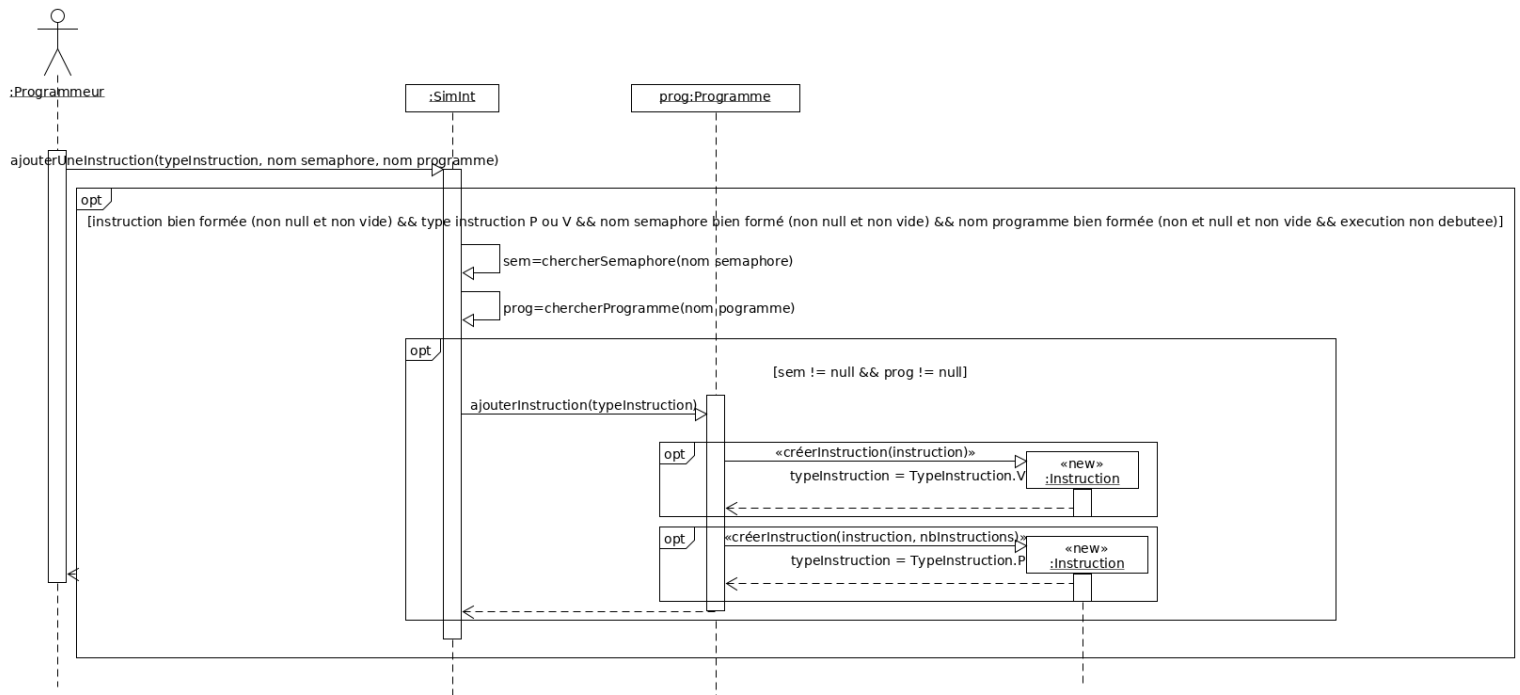 :Programmeur
:SimInt
prog:Programme
ajouterUneInstruction(typeInstruction, nom semaphore, nom programme)
opt
[instruction bien formée (non null et non vide) && type instruction P ou V && nom semaphore bien formé (non null et non vide) && nom programme bien formée (non et null et non vide && execution non debutee)]
sem=chercherSemaphore(nom semaphore)
prog=chercherProgramme(nom pogramme)
opt
[sem != null && prog != null]
ajouterInstruction(typeInstruction)
opt
«créerInstruction(instruction)»
typeInstruction = TypeInstruction.V
«new»
:Instruction
opt
«créerInstruction(instruction, nbInstructions)»
typeInstruction = TypeInstruction.P
«new»
:Instruction